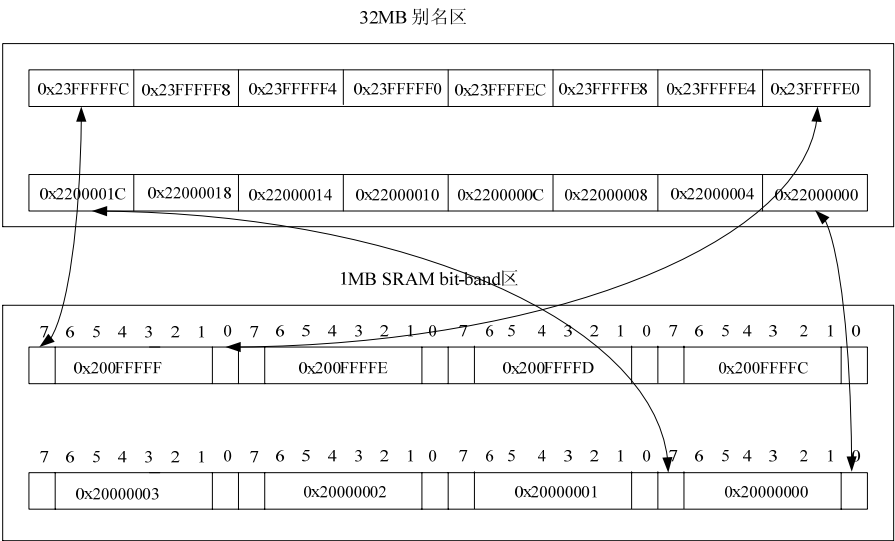 32MB 别名区
0x23FFFFFC 0x23FFFFF8 0x23FFFFF4 0x23FFFFF0 0x23FFFFEC 0x23FFFFE8 0x23FFFFE4 0x23FFFFE0
0x2200001C 0x22000018 0x22000014 0x22000010 0x2200000C 0x22000008 0x22000004 0x22000000
1MB SRAM bit-band区
7 6 5 4 3 2 1 0 7 6 5 4 3 2 1 0 7 6 5 4 3 2 1 0 7 6 5 4 3 2 1 0
0x200FFFFF 0x200FFFFE 0x200FFFFD 0x200FFFFC
7 6 5 4 3 2 1 0 7 6 5 4 3 2 1 0 7 6 5 4 3 2 1 0 7 6 5 4 3 2 1 0
0x20000003 0x20000002 0x20000001 0x20000000